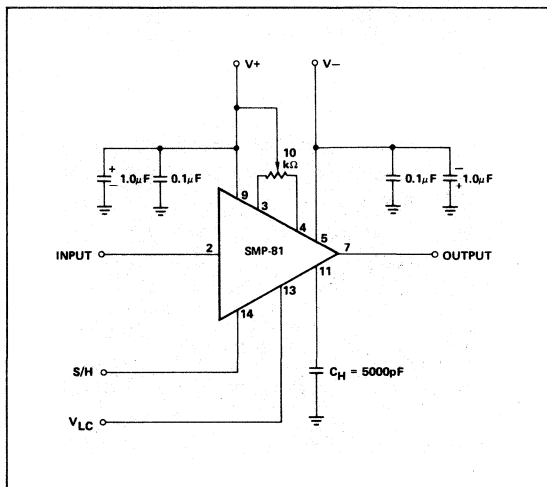 V+
V−
10
kΩ
+
−
1.0μF
0.1μF
0.1μF
−
+
1.0μF
9
3
4
5
INPUT
2
SMP-81
7
OUTPUT
11
13
14
S/H
C_H = 5000pF
V_LC